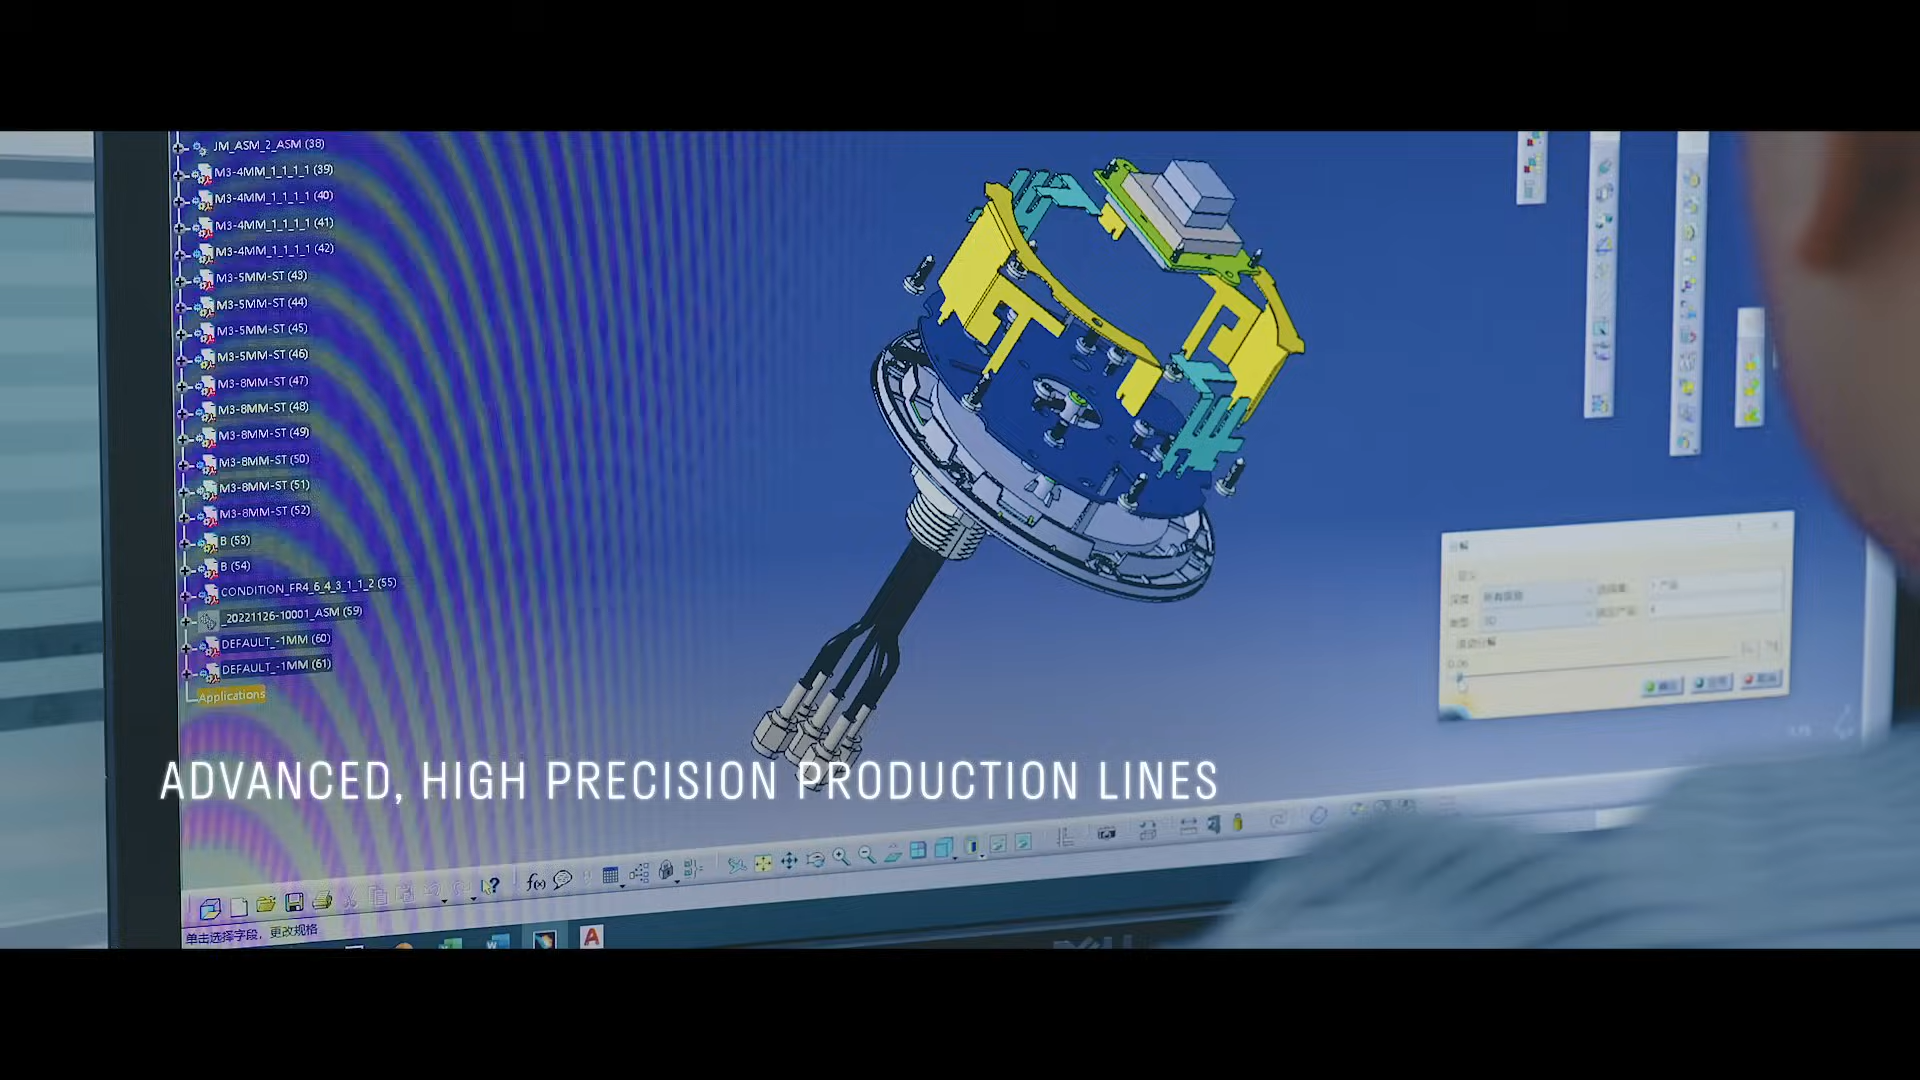 JM_ASM_2_ASM (38)
M3-4MM_1_1_1_1 (39)
M3-4MM_1_1_1_1 (40)
M3-4MM_1_1_1_1 (41)
M3-4MM_1_1_1_1 (42)
M3-5MM-ST (43)
M3-5MM-ST (44)
M3-5MM-ST (45)
M3-5MM-ST (46)
M3-8MM-ST (47)
M3-8MM-ST (48)
M3-8MM-ST (49)
M3-8MM-ST (50)
M3-8MM-ST (51)
M3-8MM-ST (52)
B (53)
B (54)
CONDITION_FR4_6_4_3_1_1_2 (55)
_20221126-10001_ASM (59)
DEFAULT_-1MM (60)
DEFAULT_-1MM (61)
Applications
分解
0.06
ADVANCED, HIGH PRECISION PRODUCTION LINES
f(x)
单击选择字段，更改规格